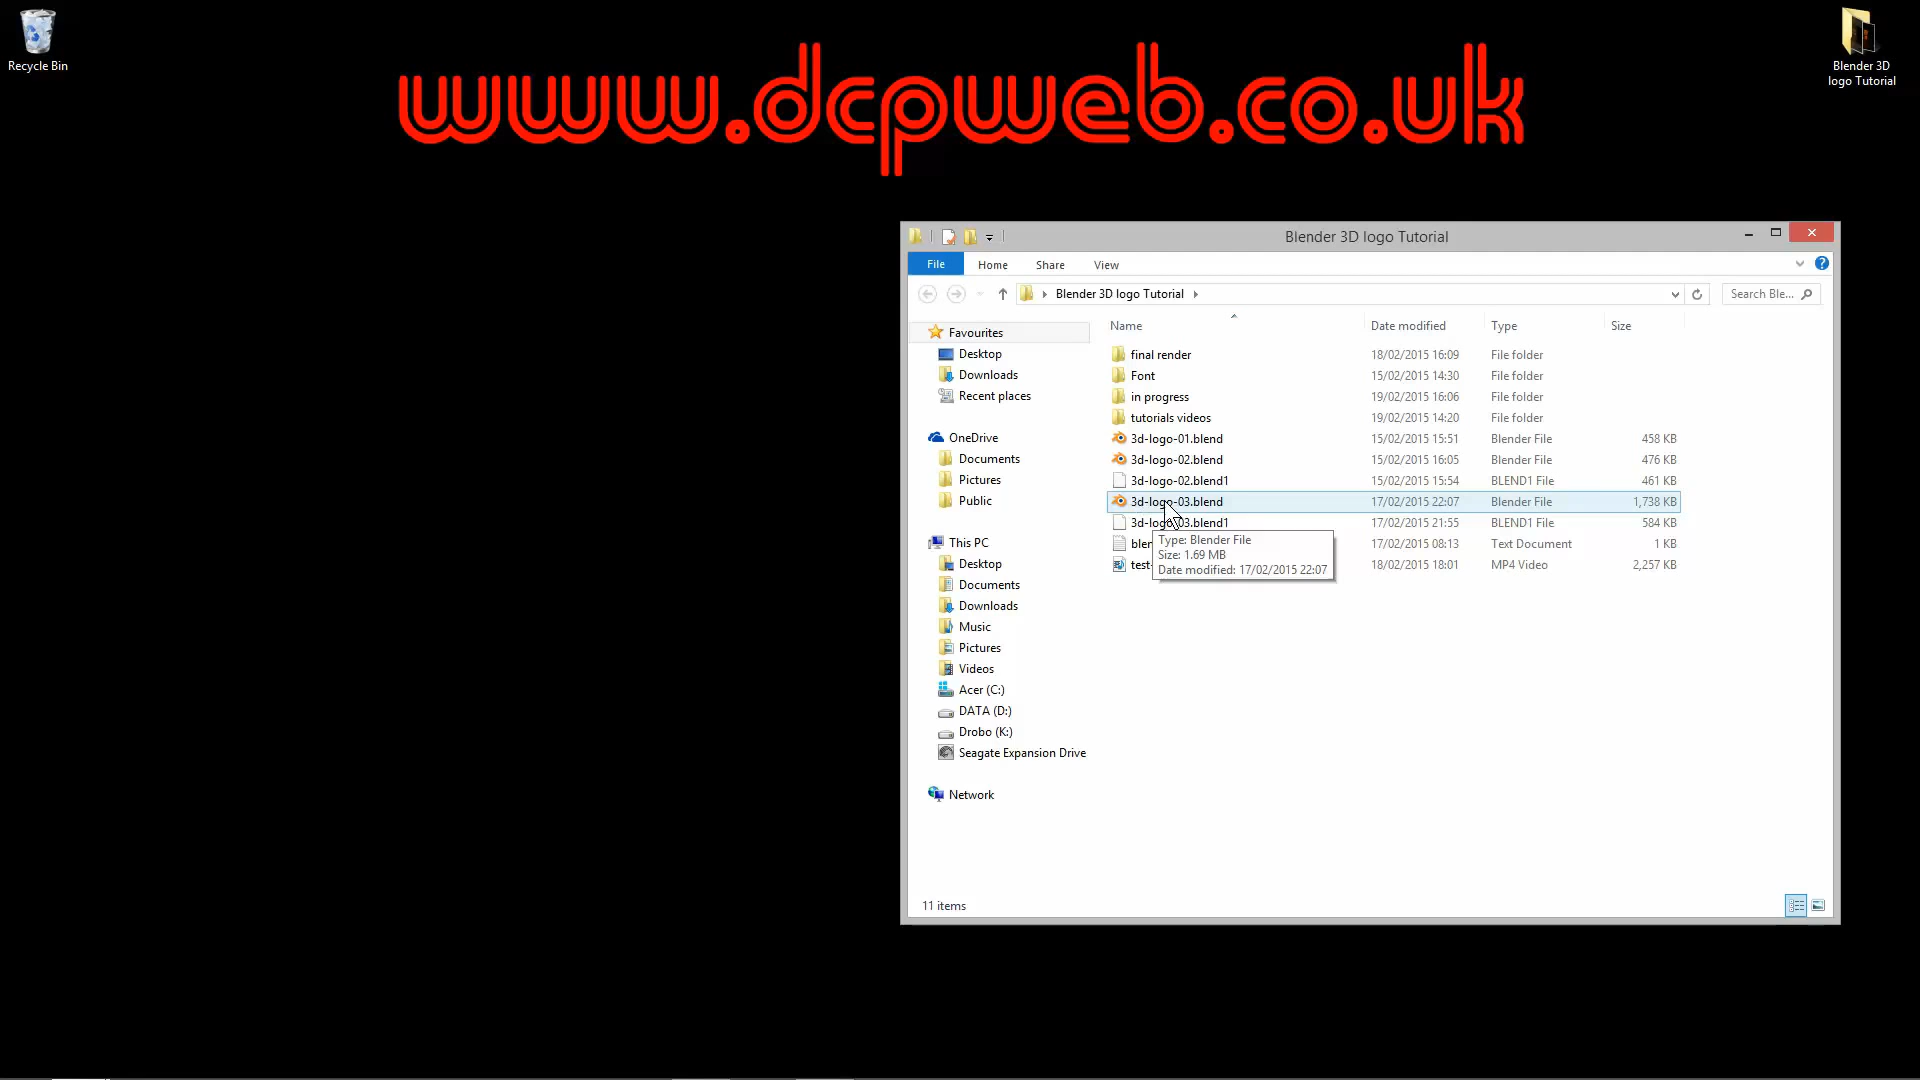 Recycle Bin
www.dcpweb.co.uk
Blender 3D
logo Tutorial
Blender 3D logo Tutorial
File Home Share View
Blender 3D logo Tutorial
Search Ble...
Name Date modified Type Size
Favourites
Desktop
Downloads
Recent places
OneDrive
Documents
Pictures
Public
This PC
Desktop
Documents
Downloads
Music
Pictures
Videos
Acer (C:)
DATA (D:)
Drobo (K:)
Seagate Expansion Drive
Network
final render 18/02/2015 16:09 File folder
Font 15/02/2015 14:30 File folder
in progress 19/02/2015 16:06 File folder
tutorials videos 19/02/2015 14:20 File folder
3d-logo-01.blend 15/02/2015 15:51 Blender File 458 KB
3d-logo-02.blend 15/02/2015 16:05 Blender File 476 KB
3d-logo-02.blend1 15/02/2015 15:54 BLEND1 File 461 KB
3d-logo-03.blend 17/02/2015 22:07 Blender File 1,738 KB
3d-logo-03.blend1 17/02/2015 21:55 BLEND1 File 584 KB
17/02/2015 08:13 Text Document 1 KB
18/02/2015 18:01 MP4 Video 2,257 KB
Type: Blender File
Size: 1.69 MB
Date modified: 17/02/2015 22:07
11 items